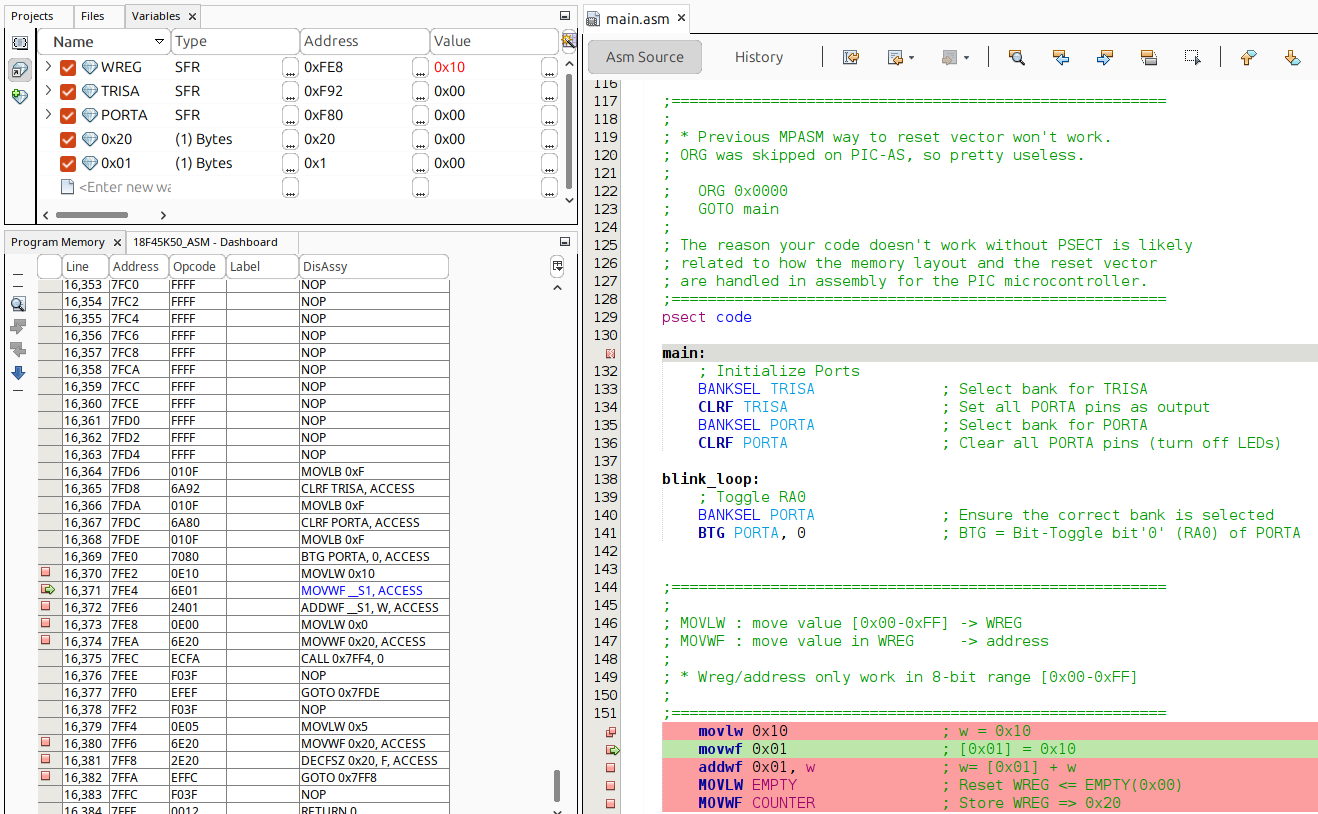 Projects Files Variables
Name Type Address Value
WREG SFR 0xFE8 ... 0x10 ...
TRISA SFR 0xF92 ... 0x00 ...
PORTA SFR 0xF80 ... 0x00 ...
0x20 (1) Bytes 0x20 ... 0x00 ...
0x01 (1) Bytes 0x1 ... 0x00 ...
<Enter new wa
Program Memory 18F45K50_ASM - Dashboard
Line Address Opcode Label DisAssy
16,353 7FC0 FFFF NOP
16,354 7FC2 FFFF NOP
16,355 7FC4 FFFF NOP
16,356 7FC6 FFFF NOP
16,357 7FC8 FFFF NOP
16,358 7FCA FFFF NOP
16,359 7FCC FFFF NOP
16,360 7FCE FFFF NOP
16,361 7FD0 FFFF NOP
16,362 7FD2 FFFF NOP
16,363 7FD4 FFFF NOP
16,364 7FD6 010F MOVLB 0xF
16,365 7FD8 6A92 CLRF TRISA, ACCESS
16,366 7FDA 010F MOVLB 0xF
16,367 7FDC 6A80 CLRF PORTA, ACCESS
16,368 7FDE 010F MOVLB 0xF
16,369 7FE0 7080 BTG PORTA, 0, ACCESS
16,370 7FE2 0E10 MOVLW 0x10
16,371 7FE4 6E01 MOVWF __S1, ACCESS
16,372 7FE6 2401 ADDWF __S1, W, ACCESS
16,373 7FE8 0E00 MOVLW 0x0
16,374 7FEA 6E20 MOVWF 0x20, ACCESS
16,375 7FEC ECFA CALL 0x7FF4, 0
16,376 7FEE F03F NOP
16,377 7FF0 EFEF GOTO 0x7FDE
16,378 7FF2 F03F NOP
16,379 7FF4 0E05 MOVLW 0x5
16,380 7FF6 6E20 MOVWF 0x20, ACCESS
16,381 7FF8 2E20 DECFSZ 0x20, F, ACCESS
16,382 7FFA EFFC GOTO 0x7FF8
16,383 7FFC F03F NOP
16,384 7FFE 0012 RETURN 0
main.asm
Asm Source History
116
117 ;=======================================================
118 ;
119 ; * Previous MPASM way to reset vector won't work.
120 ; ORG was skipped on PIC-AS, so pretty useless.
121 ;
122 ;   ORG 0x0000
123 ;   GOTO main
124 ;
125 ; The reason your code doesn't work without PSECT is likely
126 ; related to how the memory layout and the reset vector
127 ; are handled in assembly for the PIC microcontroller.
128 ;=======================================================
129 psect code
130
main:
132     ; Initialize Ports
133     BANKSEL TRISA ; Select bank for TRISA
134     CLRF TRISA ; Set all PORTA pins as output
135     BANKSEL PORTA ; Select bank for PORTA
136     CLRF PORTA ; Clear all PORTA pins (turn off LEDs)
137
138 blink_loop:
139     ; Toggle RA0
140     BANKSEL PORTA ; Ensure the correct bank is selected
141     BTG PORTA, 0 ; BTG = Bit-Toggle bit'0' (RA0) of PORTA
142
143
144 ;=======================================================
145 ;
146 ; MOVLW : move value [0x00-0xFF] -> WREG
147 ; MOVWF : move value in WREG     -> address
148 ;
149 ; * Wreg/address only work in 8-bit range [0x00-0xFF]
150 ;
151 ;=======================================================
movlw 0x10 ; w = 0x10
movwf 0x01 ; [0x01] = 0x10
addwf 0x01, w ; w= [0x01] + w
MOVLW EMPTY ; Reset WREG <= EMPTY(0x00)
MOVWF COUNTER ; Store WREG => 0x20